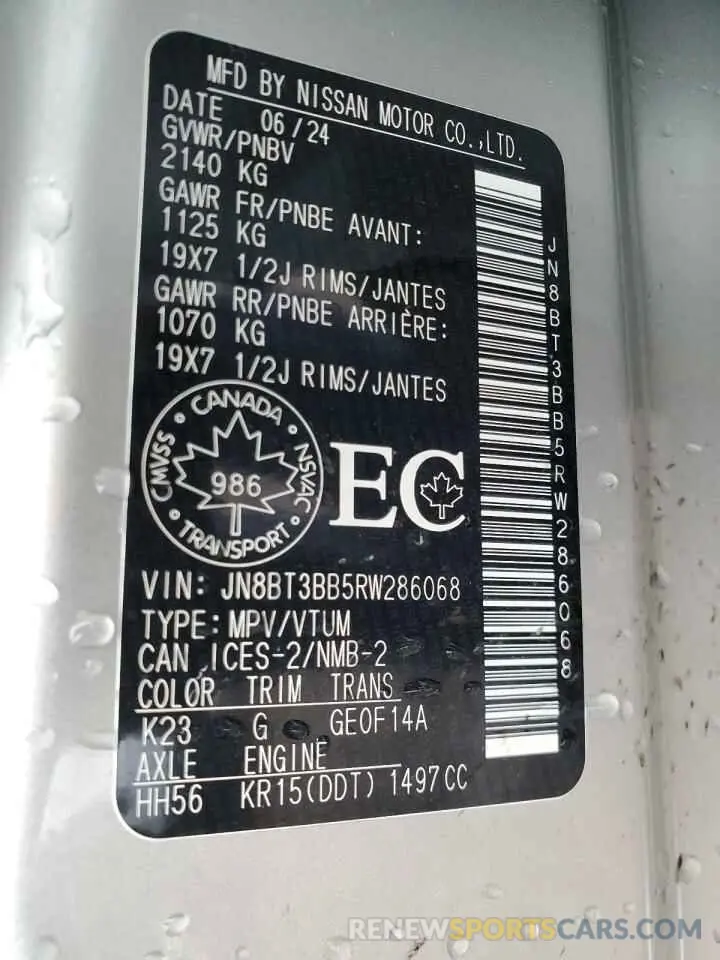 MFD BY NISSAN MOTOR CO.,LTD.
DATE 06/24
GVWR/PNBV
2140 KG
GAWR FR/PNBE AVANT:
1125 KG
19X7 1/2J RIMS/JANTES
GAWR RR/PNBE ARRIÈRE:
1070 KG
19X7 1/2J RIMS/JANTES
CANADA
CMVSS
NSVAC
986
TRANSPORT
EC
VIN: JN8BT3BB5RW286068
TYPE: MPV/VTUM
CAN ICES-2/NMB-2
COLOR TRIM TRANS
K23 G GE0F14A
AXLE ENGINE
HH56 KR15(DDT) 1497CC
JN8BT3BB5RW286068
RENEWSPORTSCARS.COM